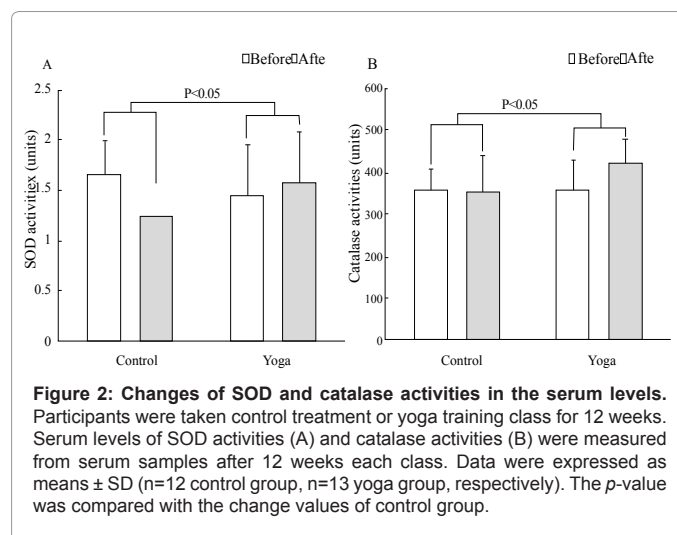 A
□Before□Afte
SOD activitiex (units)
2.5
2
1.5
1
0.5
0
P<0.05
Control
Yoga
B
□Before□Afte
Catalase activities (units)
600
500
400
300
200
100
0
P<0.05
Control
Yoga
Figure 2: Changes of SOD and catalase activities in the serum levels.
Participants were taken control treatment or yoga training class for 12 weeks.
Serum levels of SOD activities (A) and catalase activities (B) were measured
from serum samples after 12 weeks each class. Data were expressed as
means ± SD (n=12 control group, n=13 yoga group, respectively). The p-value
was compared with the change values of control group.